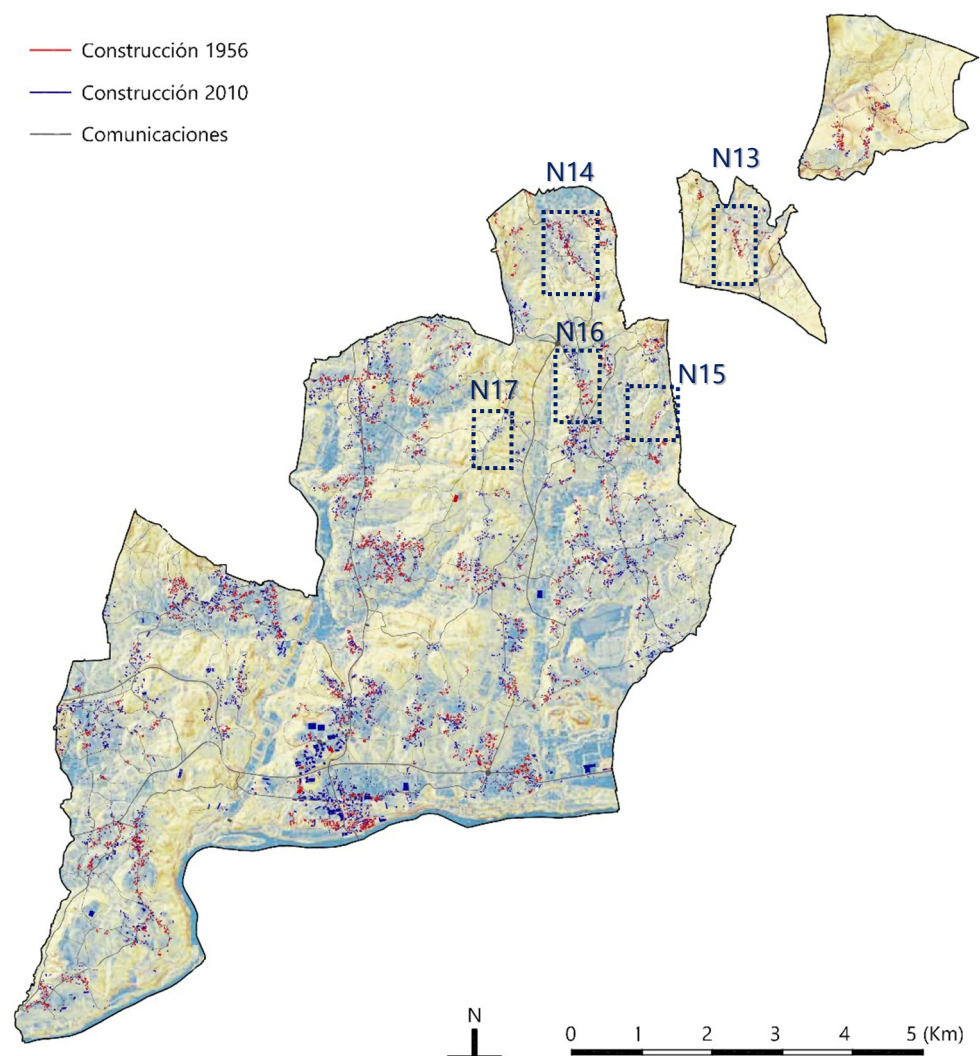 Construcción 1956
Construcción 2010
Comunicaciones
N13
N14
N16
N15
N17
N
0 1 2 3 4 5 (Km)